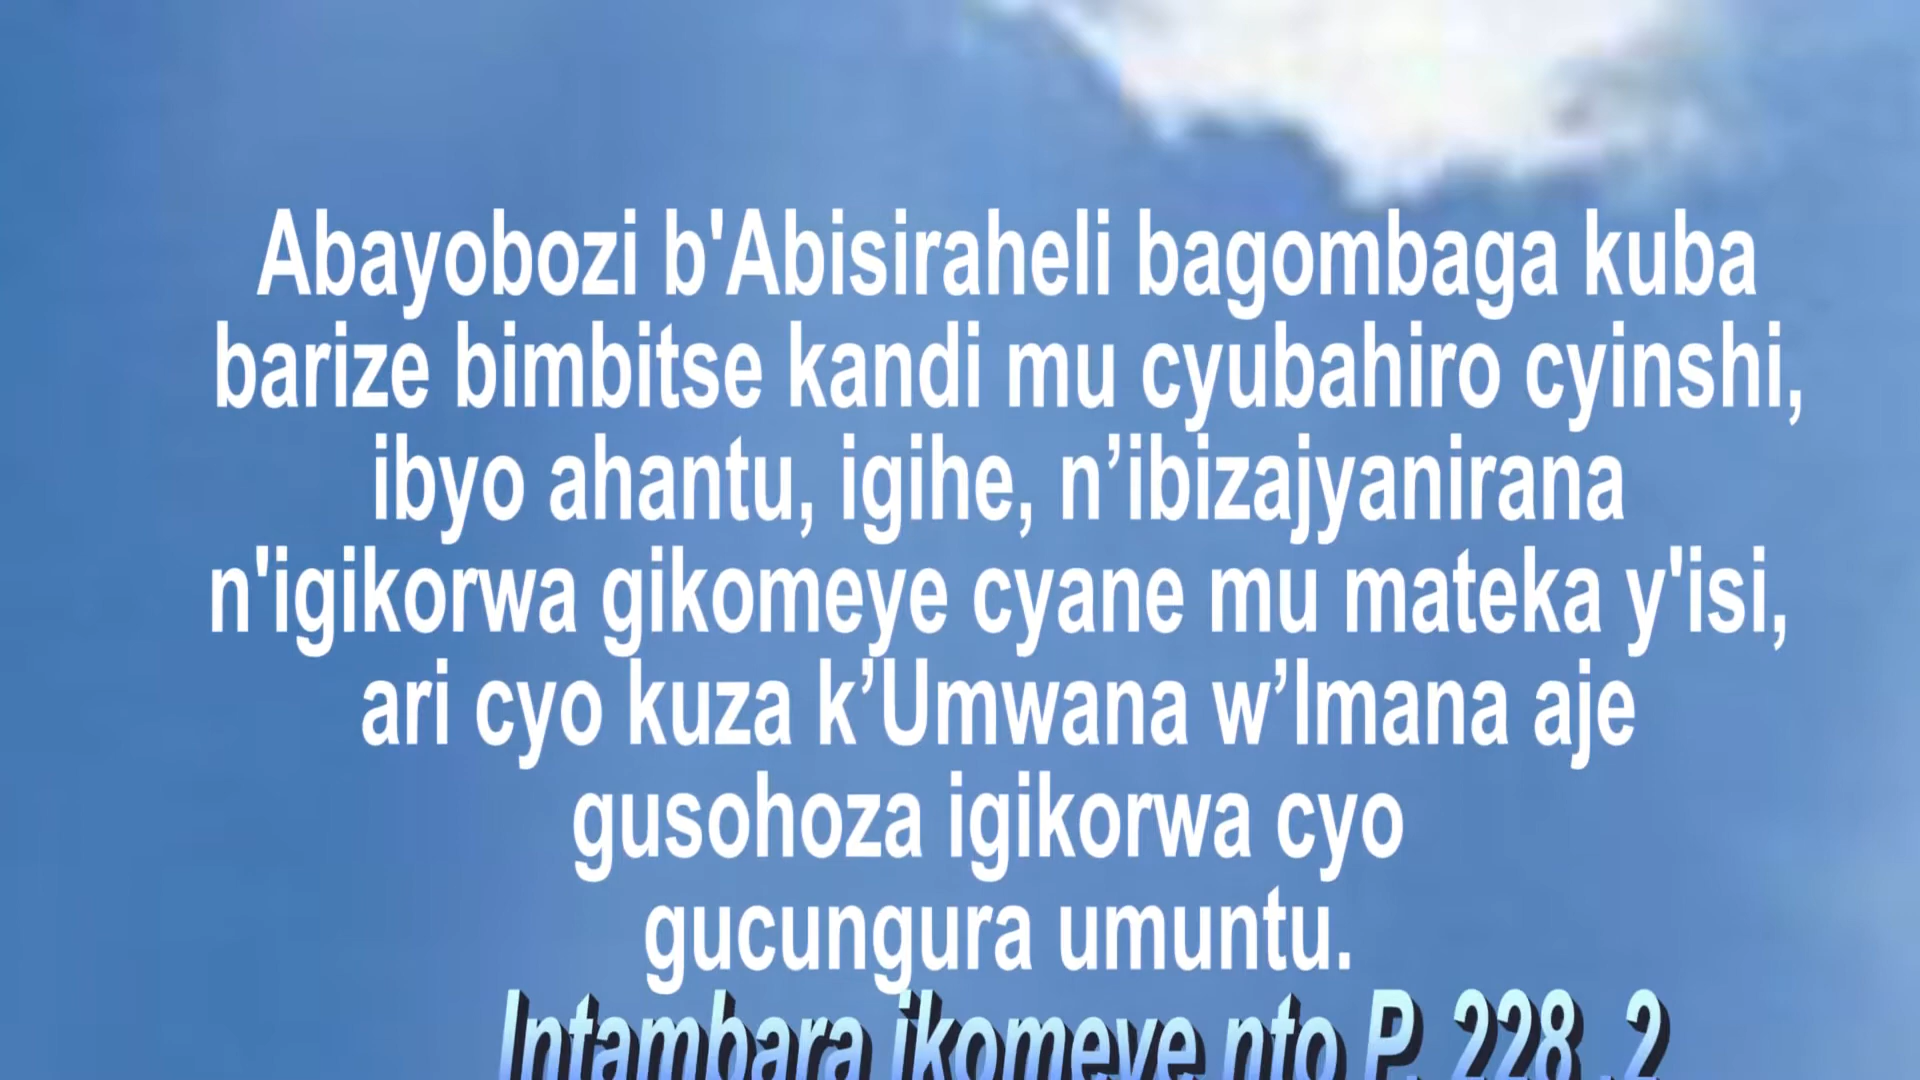 Abayobozi b'Abisiraheli bagombaga kuba
barize bimbitse kandi mu cyubahiro cyinshi,
ibyo ahantu, igihe, n’ibizajyanirana
n'igikorwa gikomeye cyane mu mateka y'isi,
ari cyo kuza k’Umwana w’Imana aje
gusohoza igikorwa cyo
gucungura umuntu.
Intambara ikomeye nto P. 228 .2